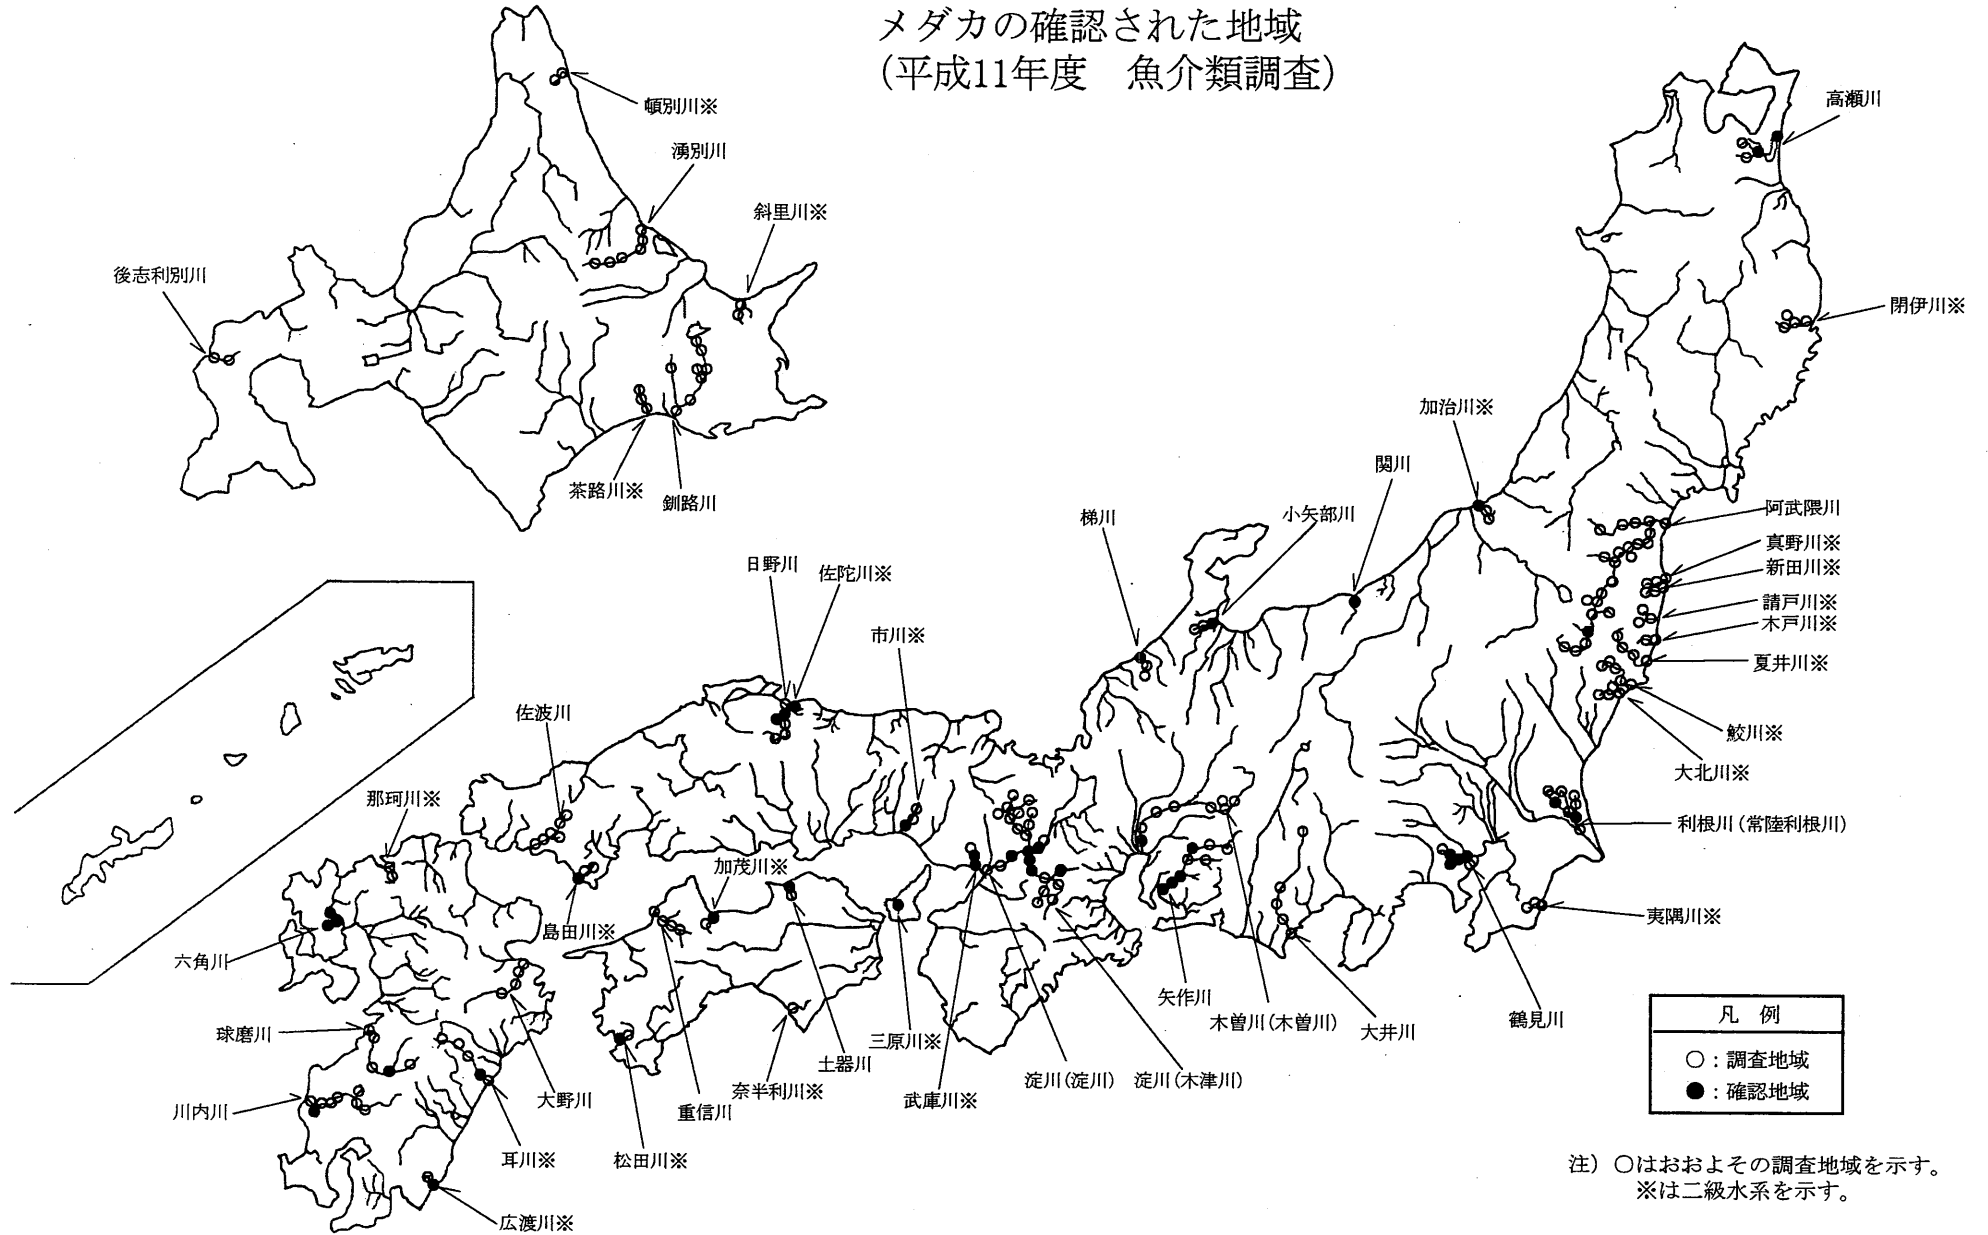 メダカの確認された地域
(平成11年度　魚介類調査)
頓別川※
湧別川
斜里川※
後志利別川
茶路川※
釧路川
高瀬川
閉伊川※
加治川※
関川
小矢部川
梯川
阿武隈川
真野川※
新田川※
請戸川※
木戸川※
夏井川※
鮫川※
大北川※
利根川(常陸利根川)
夷隅川※
鶴見川
大井川
木曽川(木曽川)
矢作川
淀川(木津川)
淀川(淀川)
武庫川※
三原川※
日野川
佐陀川※
市川※
佐波川
島田川※
加茂川※
土器川
奈半利川※
重信川
松田川※
那珂川※
六角川
球磨川
川内川
大野川
耳川※
広渡川※
凡　例
○：調査地域
●：確認地域
注）○はおおよその調査地域を示す。
※は二級水系を示す。